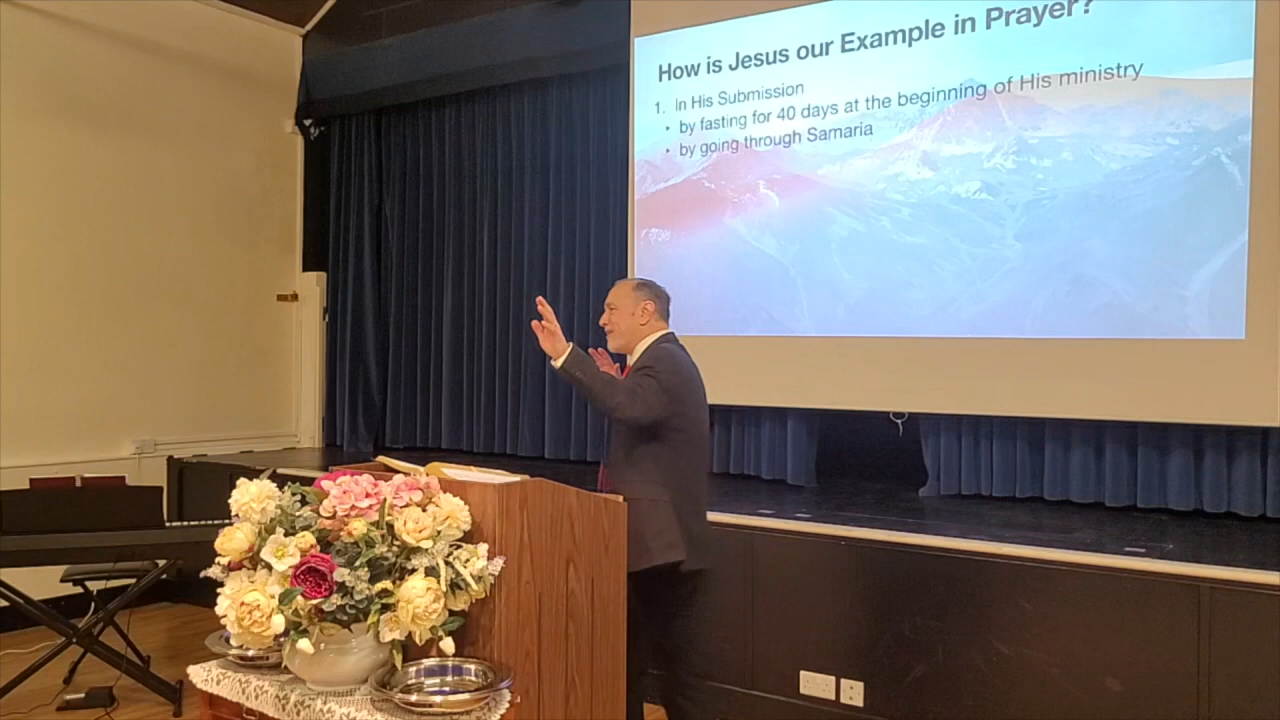 How is Jesus our Example in Prayer?
1. In His Submission
‣ by fasting for 40 days at the beginning of His ministry
‣ by going through Samaria